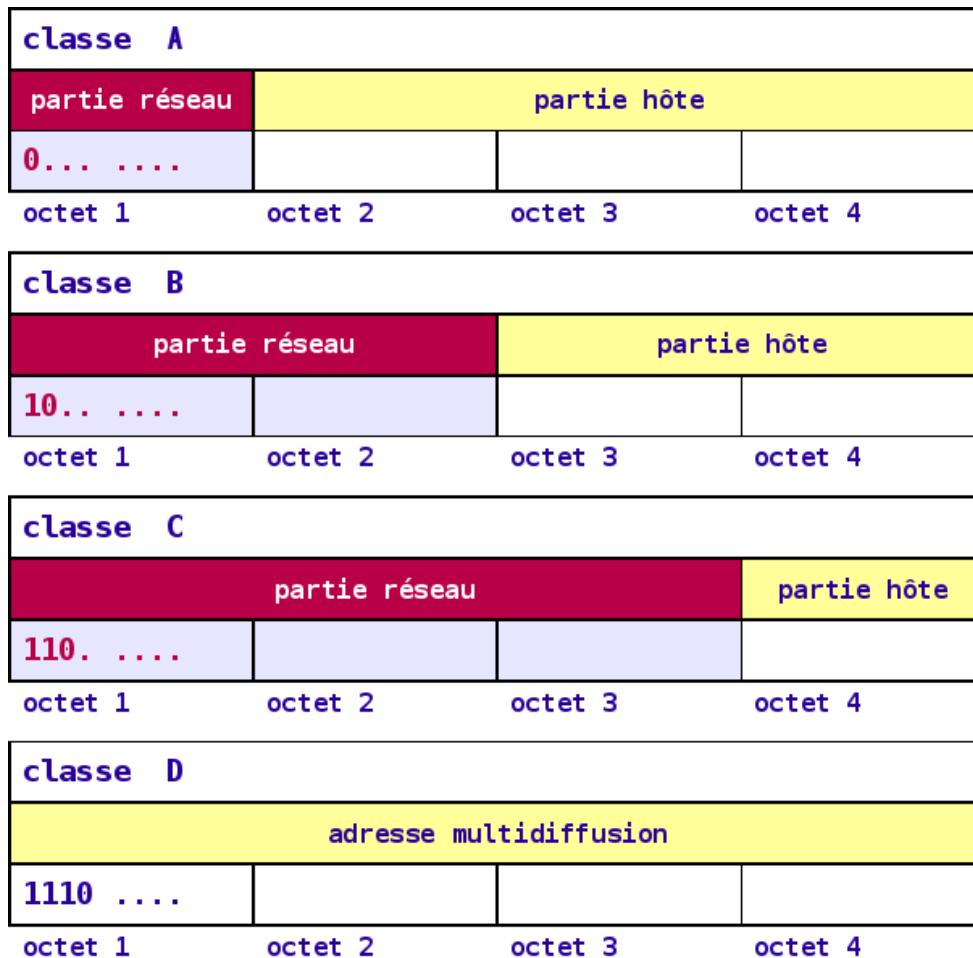 classe A
partie réseau partie hôte
0... ....
octet 1 octet 2 octet 3 octet 4
classe B
partie réseau partie hôte
10.. ....
octet 1 octet 2 octet 3 octet 4
classe C
partie réseau partie hôte
110. ....
octet 1 octet 2 octet 3 octet 4
classe D
adresse multidiffusion
1110 ....
octet 1 octet 2 octet 3 octet 4